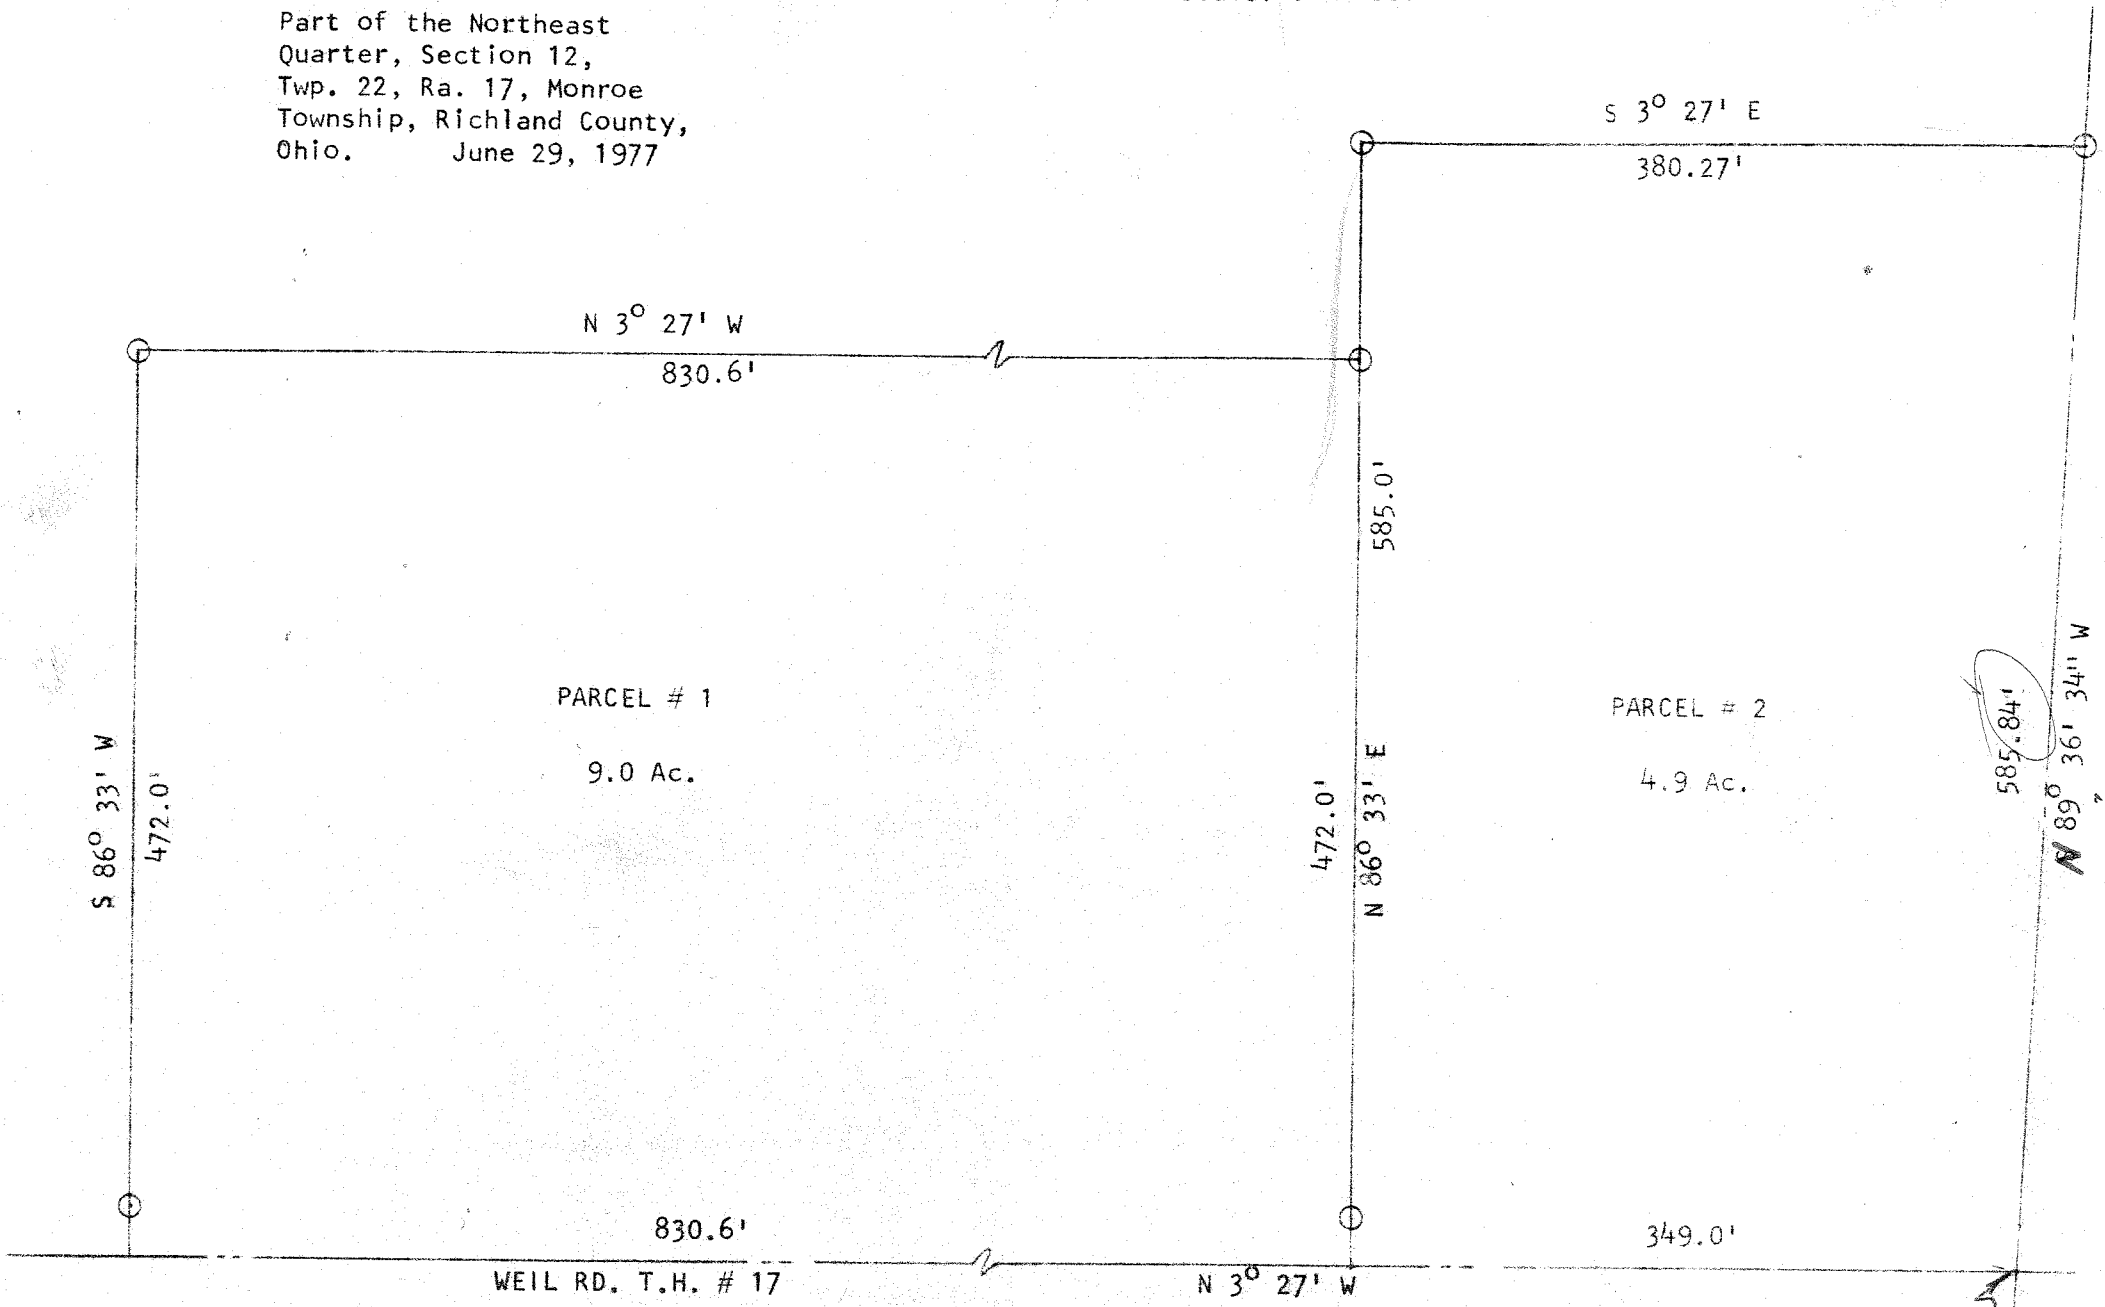 Part of the Northeast
Quarter, Section 12,
Twp. 22, Ra. 17, Monroe
Township, Richland County,
Ohio. June 29, 1977
S 3° 27' E
380.27'
N 3° 27' W
830.6'
585.0'
S 86° 33' W
472.0'
PARCEL # 1
9.0 Ac.
472.0'
N 86° 33' E
PARCEL # 2
4.9 Ac.
585.84'
N 89° 36' 34" W
830.6'
349.0'
WEIL RD. T.H. # 17
N 3° 27' W